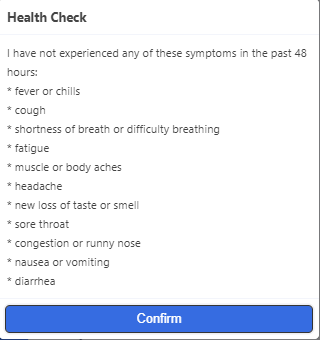 Health Check
I have not experienced any of these symptoms in the past 48
hours:
* fever or chills
* cough
* shortness of breath or difficulty breathing
* fatigue
* muscle or body aches
* headache
* new loss of taste or smell
* sore throat
* congestion or runny nose
* nausea or vomiting
* diarrhea
Confirm